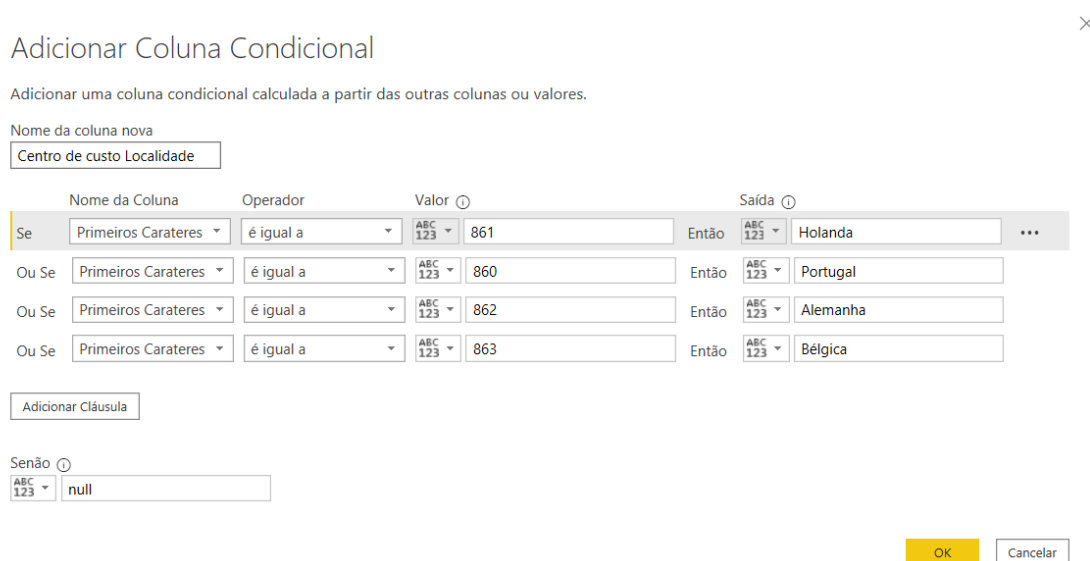 Adicionar Coluna Condicional
Adicionar uma coluna condicional calculada a partir das outras colunas ou valores.
Nome da coluna nova
Centro de custo Localidade
Nome da Coluna Operador Valor Saída
Se Primeiros Carateres é igual a ABC 123 861 Então ABC 123 Holanda ...
Ou Se Primeiros Carateres é igual a ABC 123 860 Então ABC 123 Portugal
Ou Se Primeiros Carateres é igual a ABC 123 862 Então ABC 123 Alemanha
Ou Se Primeiros Carateres é igual a ABC 123 863 Então ABC 123 Bélgica
Adicionar Cláusula
Senão
ABC 123 null
OK Cancelar